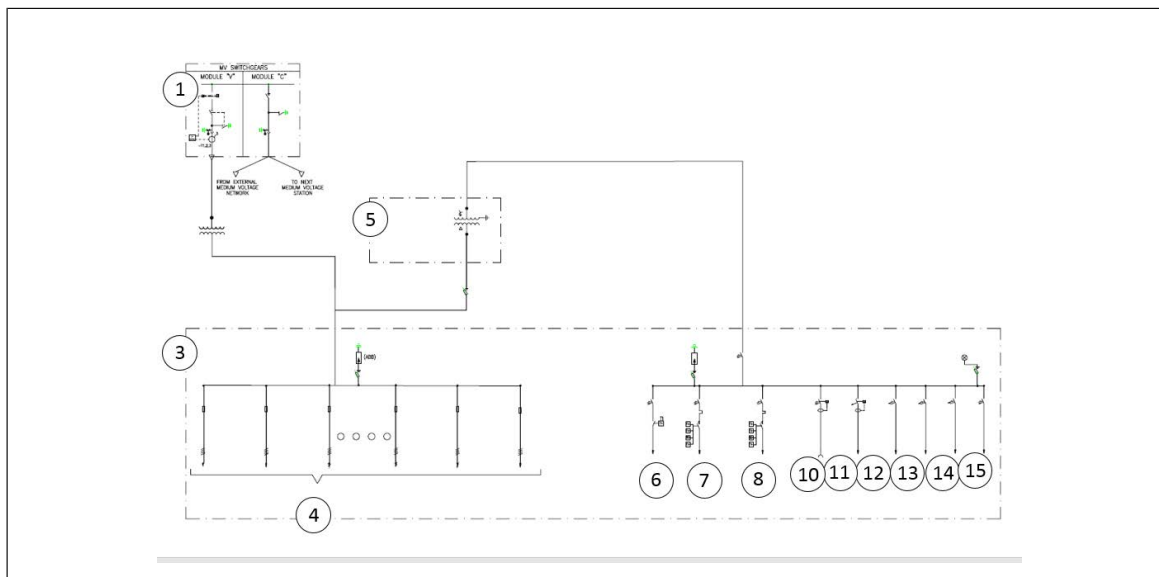 MV SWITCHGEARS
MODULE "V" MODULE "C"
1
FROM EXTERNAL
MEDIUM VOLTAGE
NETWORK
TO NEXT
MEDIUM VOLTAGE
STATION
5
3
6
7
8
10
11
12
13
14
15
4